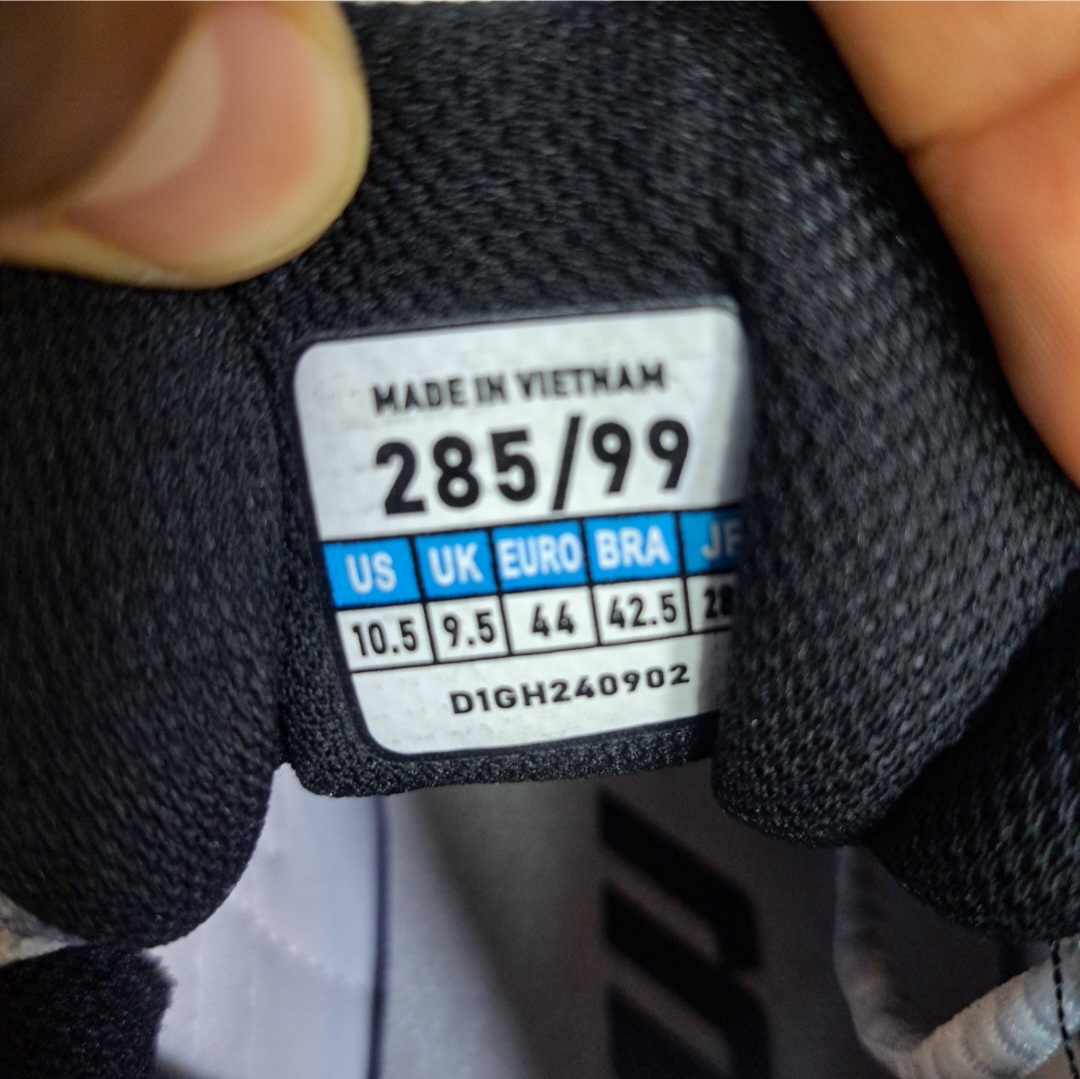 MADE IN VIETNAM
285/99
US UK EURO BRA
10.5 9.5 44 42.5
D1GH240902